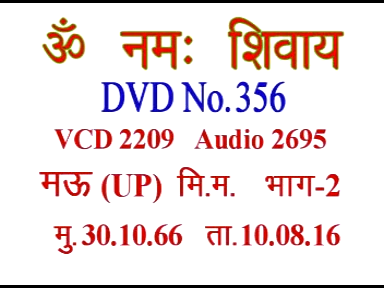 ॐ नमः शिवाय
DVD No.356
VCD 2209 Audio 2695
मऊ (UP) मि.म. भाग-2
मु.30.10.66 ता.10.08.16